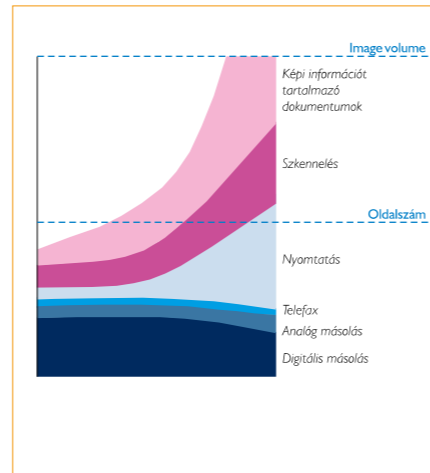 Image volume
Képi információt
tartalmazó
dokumentumok
Szkennelés
Oldalszám
Nyomtatás
Telefax
Analóg másolás
Digitális másolás